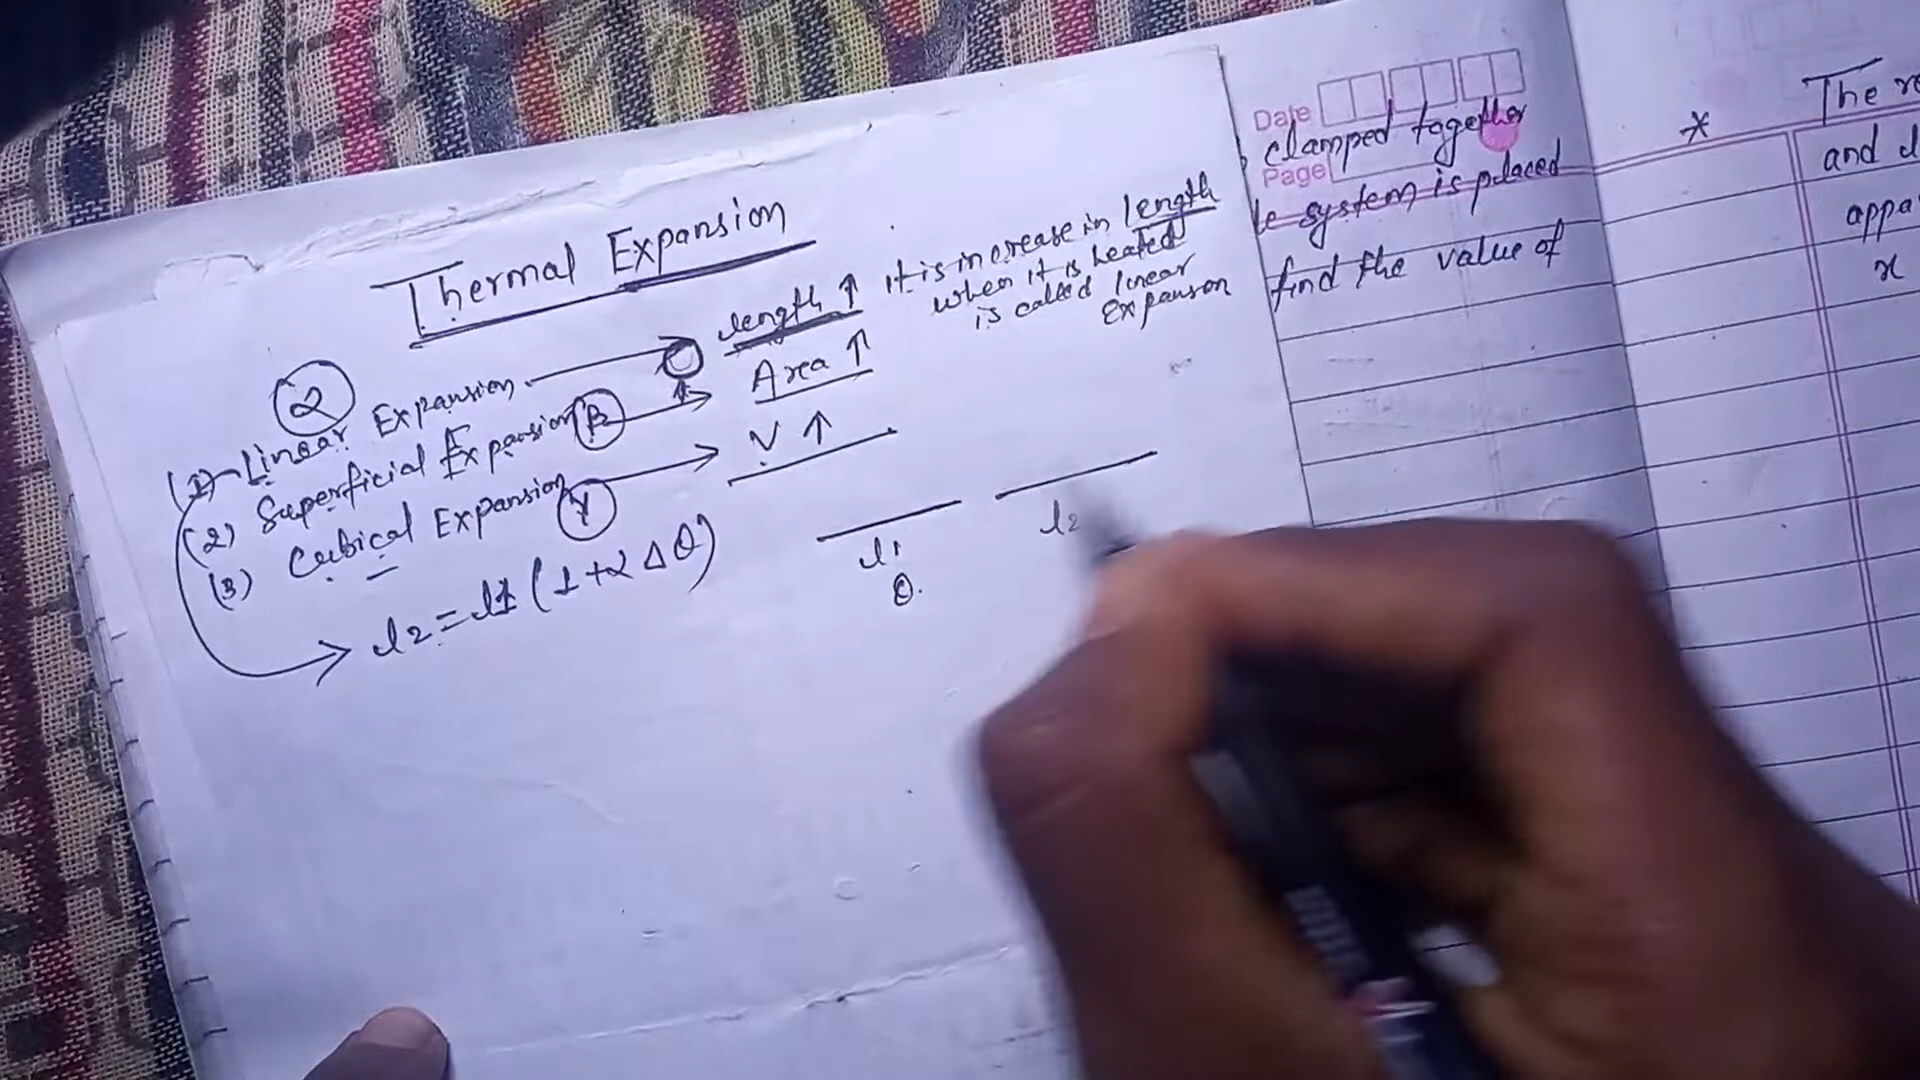 Thermal Expansion
α
(1) Linear Expansion → length ↑
it is increase in length
when it is heated
is called linear
Expanson
(2) Superficial Expansion β → Area ↑
(3) Cubical Expansion γ → V ↑
→ l2 = l1 (1+α Δθ)
l1
θ.
l2
Date
clamped together
Page
system is placed
find the value of
*
The
and
x